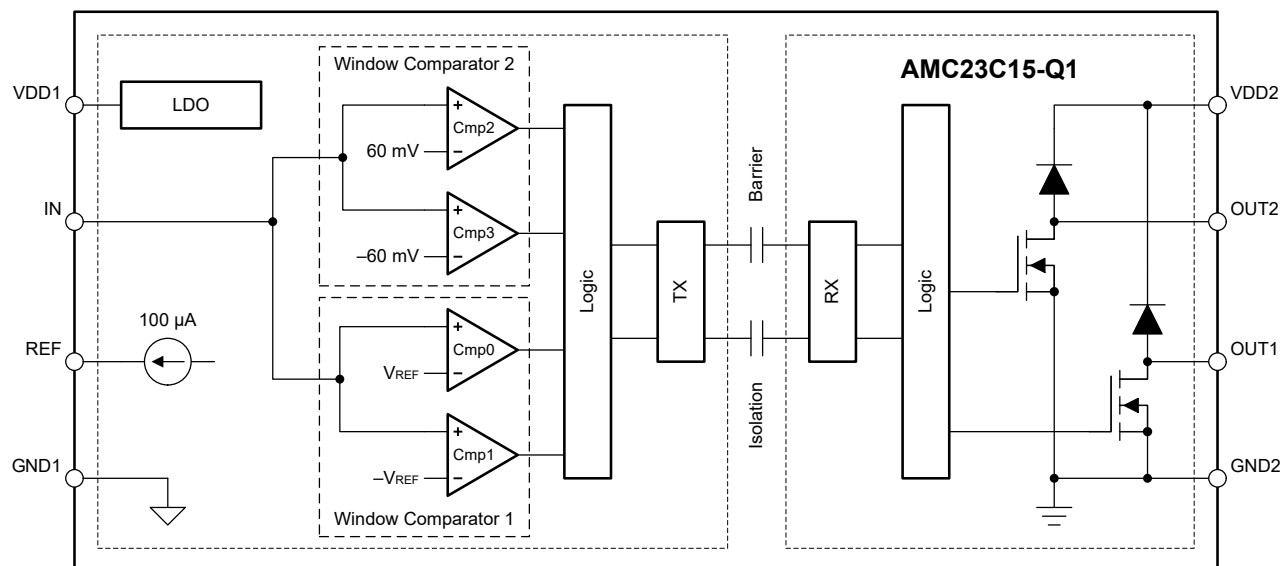 Window Comparator 2
AMC23C15-Q1
VDD1
LDO
+
Cmp2
60 mV
–
VDD2
IN
+
Cmp3
–60 mV
–
Logic
TX
Barrier
Isolation
RX
Logic
OUT2
REF
100 µA
+
Cmp0
VREF
–
OUT1
GND1
+
Cmp1
–VREF
–
GND2
Window Comparator 1